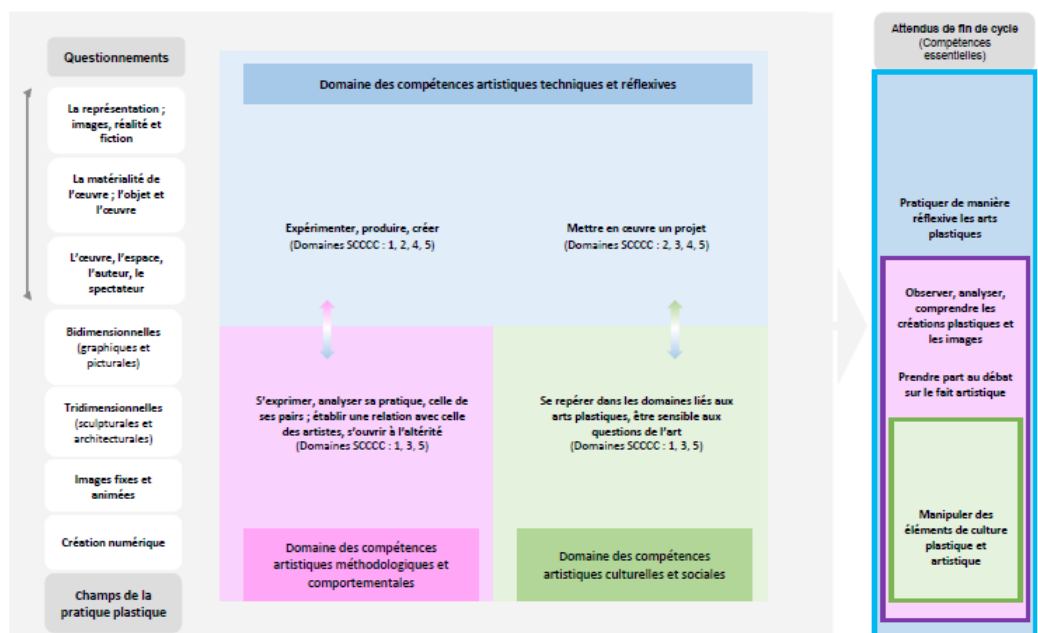 Questionnements
La représentation ;
images, réalité et
fiction
La matérialité de
l'œuvre ; l'objet et
l'œuvre
L'œuvre, l'espace,
l'auteur, le
spectateur
Bidimensionnelles
(graphiques et
picturales)
Tridimensionnelles
(sculpturales et
architecturales)
Images fixes et
animées
Création numérique
Champs de la
pratique plastique
Domaine des compétences artistiques techniques et réflexives
Expérimenter, produire, créer
(Domaines SCCCC : 1, 2, 4, 5)
Mettre en œuvre un projet
(Domaines SCCCC : 2, 3, 4, 5)
S'exprimer, analyser sa pratique, celle de
ses pairs ; établir une relation avec celle
des artistes, s'ouvrir à l'altérité
(Domaines SCCCC : 1, 3, 5)
Se repérer dans les domaines liés aux
arts plastiques, être sensible aux
questions de l'art
(Domaines SCCCC : 1, 3, 5)
Domaine des compétences
artistiques méthodologiques et
comportementales
Domaine des compétences
artistiques culturelles et sociales
Attendus de fin de cycle
(Compétences
essentielles)
Pratiquer de manière
réflexive les arts
plastiques
Observer, analyser,
comprendre les
créations plastiques et
les images
Prendre part au débat
sur le fait artistique
Manipuler des
éléments de culture
plastique et
artistique